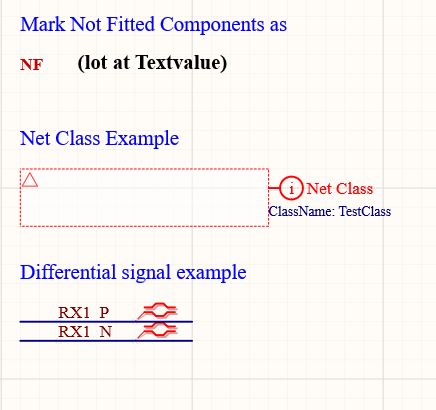 Mark Not Fitted Components as
NF (lot at Textvalue)
Net Class Example
i Net Class
ClassName: TestClass
Differential signal example
RX1_P
RX1_N